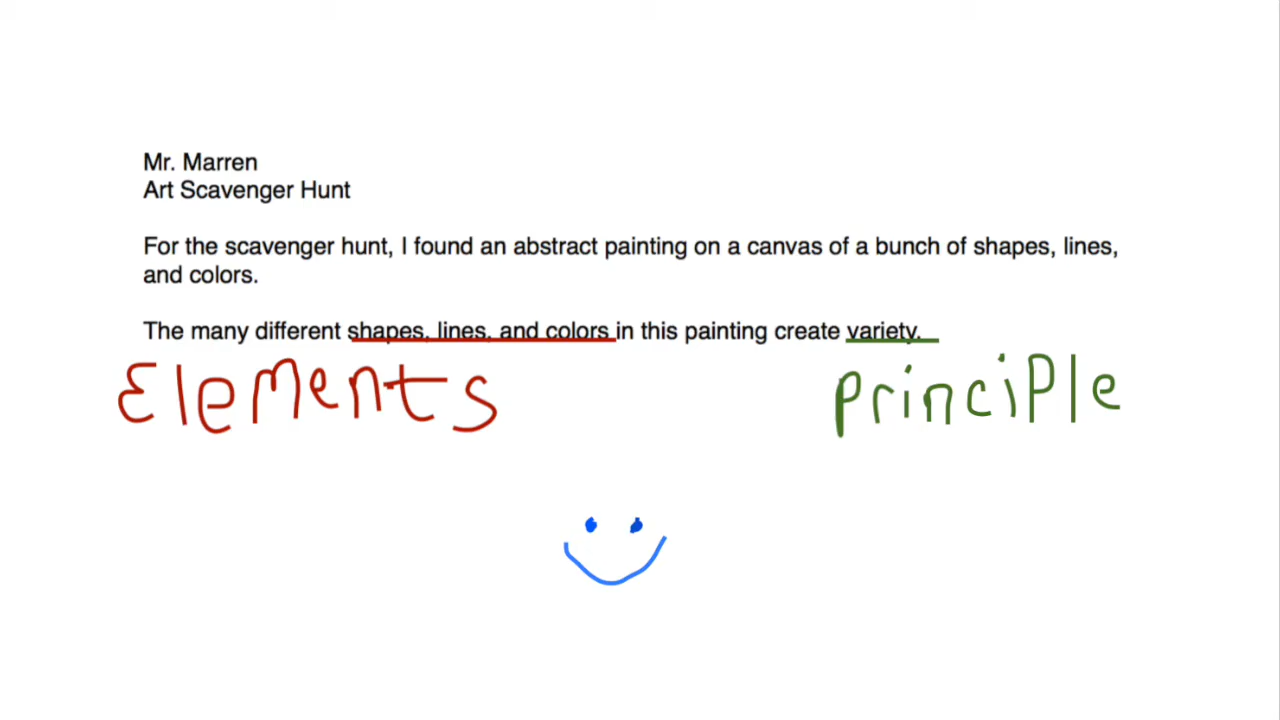 Mr. Marren
Art Scavenger Hunt
For the scavenger hunt, I found an abstract painting on a canvas of a bunch of shapes, lines,
and colors.
The many different shapes, lines, and colors in this painting create variety.
Elements
principle